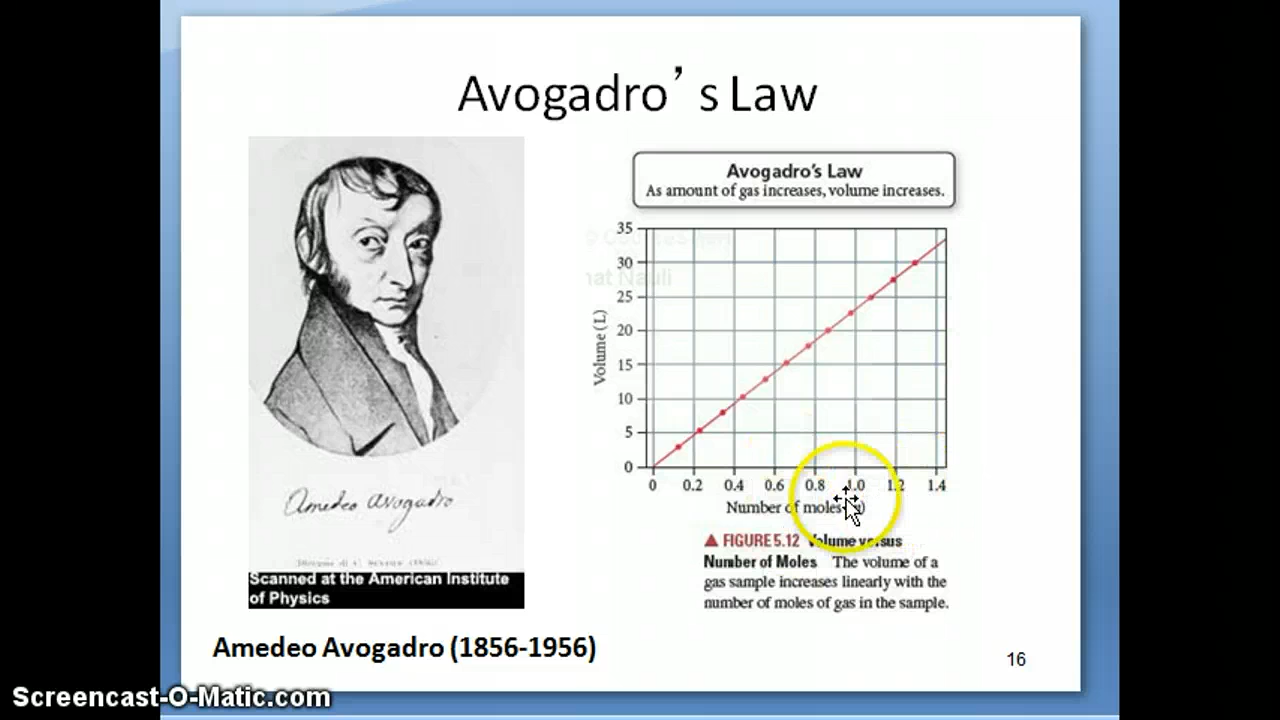 Avogadro’s Law
Avogadro's Law
As amount of gas increases, volume increases.
35
30
25
20
15
10
5
0
Volume (L)
0 0.2 0.4 0.6 0.8 1.0 1.2 1.4
Number of moles
▲ FIGURE 5.12 Volume versus
Number of Moles The volume of a
gas sample increases linearly with the
number of moles of gas in the sample.
Amedeo Avogadro
Scanned at the American Institute
of Physics
Amedeo Avogadro (1856-1956)
16
Screencast-O-Matic.com